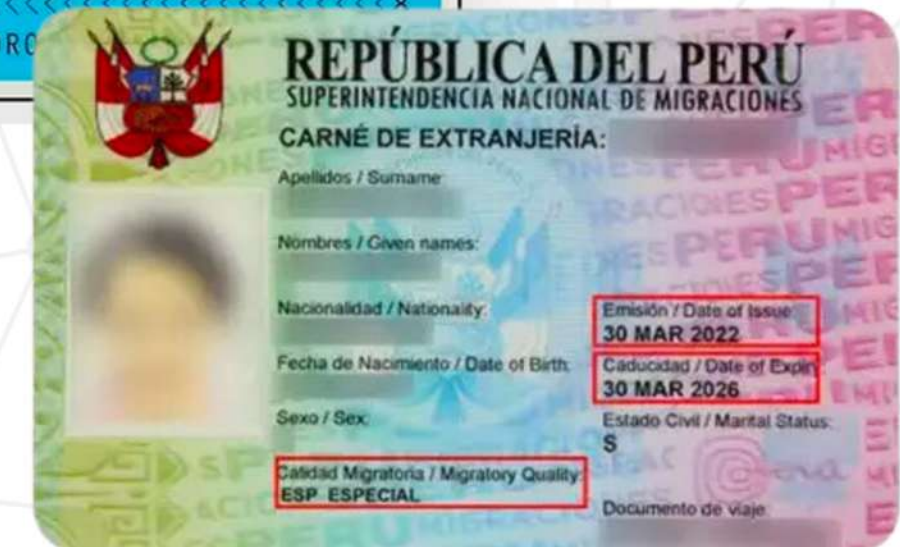 DRO
REPÚBLICA DEL PERÚ
SUPERINTENDENCIA NACIONAL DE MIGRACIONES
CARNÉ DE EXTRANJERÍA:
Apellidos / Surname
Nombres / Given names:
Nacionalidad / Nationality:
Emisión / Date of Issue:
30 MAR 2022
Fecha de Nacimiento / Date of Birth:
Caducidad / Date of Expiry
30 MAR 2026
Sexo / Sex:
Estado Civil / Marital Status:
S
Calidad Migratoria / Migratory Quality:
ESP ESPECIAL
Documento de viaje: